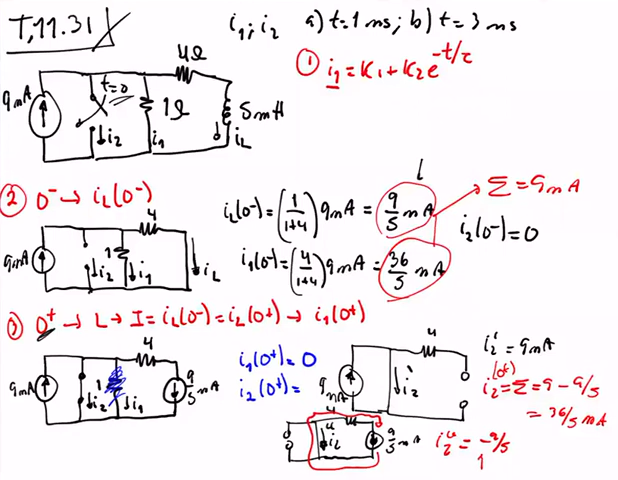 T,11.31
i₁, i₂ a) t=1 ms; b) t=3 ms
① i₁ = K₁ + K₂e^{-t/τ}
9mA
t=0
↓i₂
i₁
1Ω
4Ω
5mH
↓iL
② 0⁻ → iL(0⁻)
iL(0⁻) = (1/(1+4)) 9mA = 9/5 mA
i₁(0⁻) = (4/(1+4)) 9mA = 36/5 mA
Σ = 9mA
i₂(0⁻) = 0
9mA
↓i₂
1
↓i₁
4
iL
③ 0⁺ → L → I = iL(0⁻) = iL(0⁺) → i₁(0⁺)
9mA
↓i₂
1
↓i₁
4
9/5 mA
i₁(0⁺) = 0
i₂(0⁺) =
9mA
↓i₂'
4
i₂' = 9mA
i₂(0⁺) = Σ = 9 - 9/5
= 36/5 mA
4
↓i₂''
9/5 mA
i₂'' = -9/5